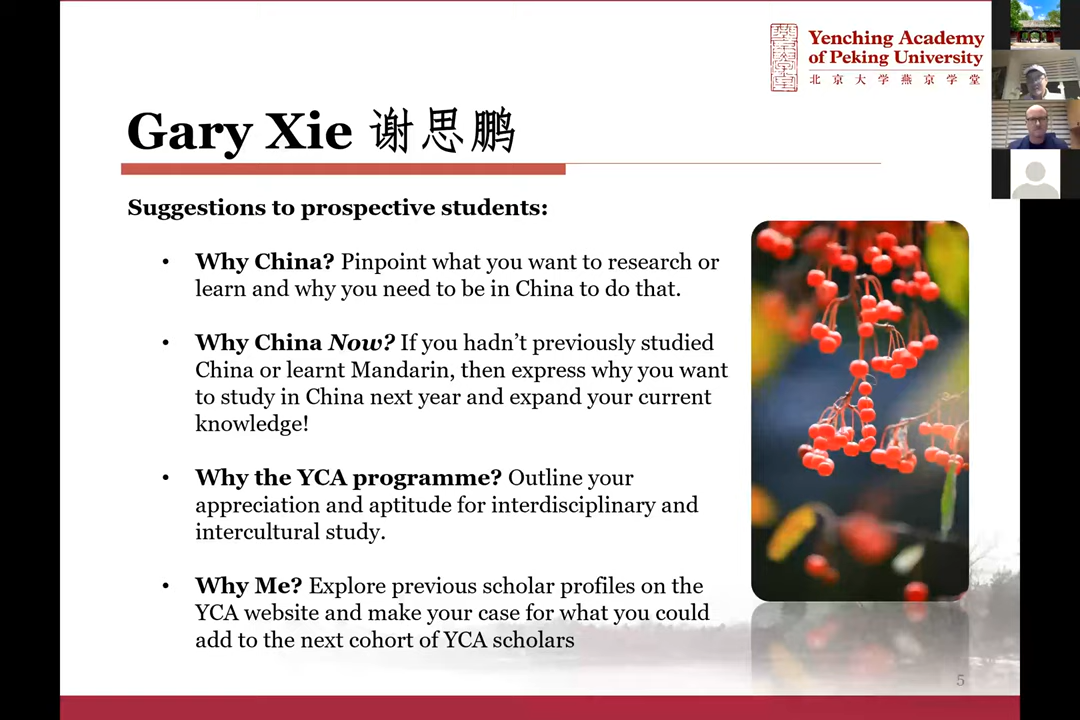 Yenching Academy
of Peking University
北京大学燕京学堂
Gary Xie 谢思鹏
Suggestions to prospective students:
• Why China? Pinpoint what you want to research or
learn and why you need to be in China to do that.
• Why China Now? If you hadn't previously studied
China or learnt Mandarin, then express why you want
to study in China next year and expand your current
knowledge!
• Why the YCA programme? Outline your
appreciation and aptitude for interdisciplinary and
intercultural study.
• Why Me? Explore previous scholar profiles on the
YCA website and make your case for what you could
add to the next cohort of YCA scholars
5